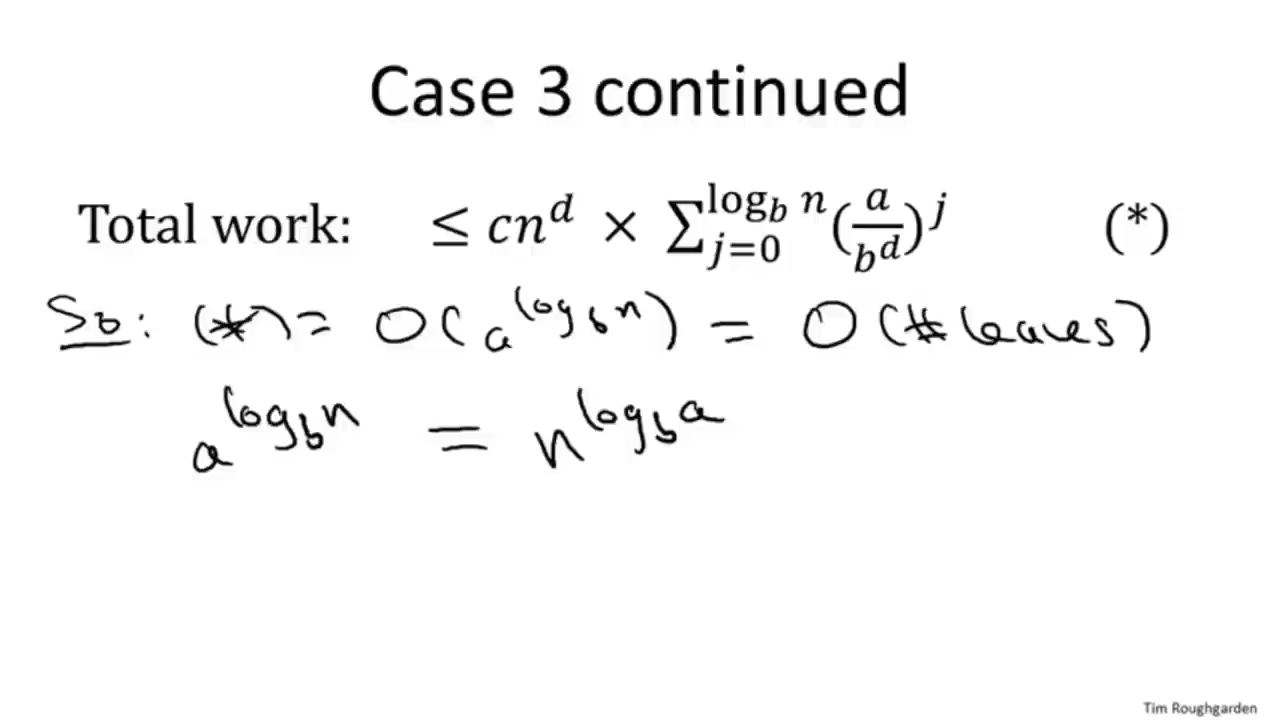 Case 3 continued
Total work: ≤ cn^d × ∑_{j=0}^{log_b n} (a/b^d)^j (*)
So: (*) = O(a^{log_b n}) = O(# leaves)
a^{log_b n} = n^{log_b a}
Tim Roughgarden